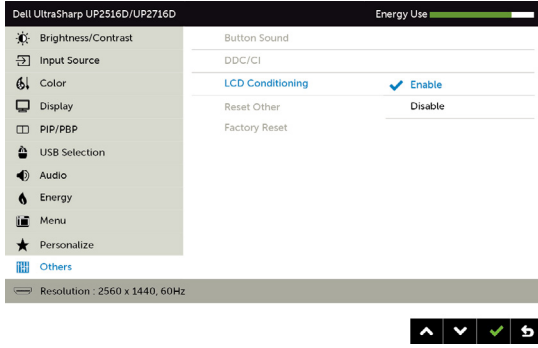 Dell UltraSharp UP2516D/UP2716D
Energy Use
Brightness/Contrast
Input Source
Color
Display
PIP/PBP
USB Selection
Audio
Energy
Menu
Personalize
Others
Button Sound
DDC/CI
LCD Conditioning
Enable
Disable
Reset Other
Factory Reset
Resolution : 2560 x 1440, 60Hz